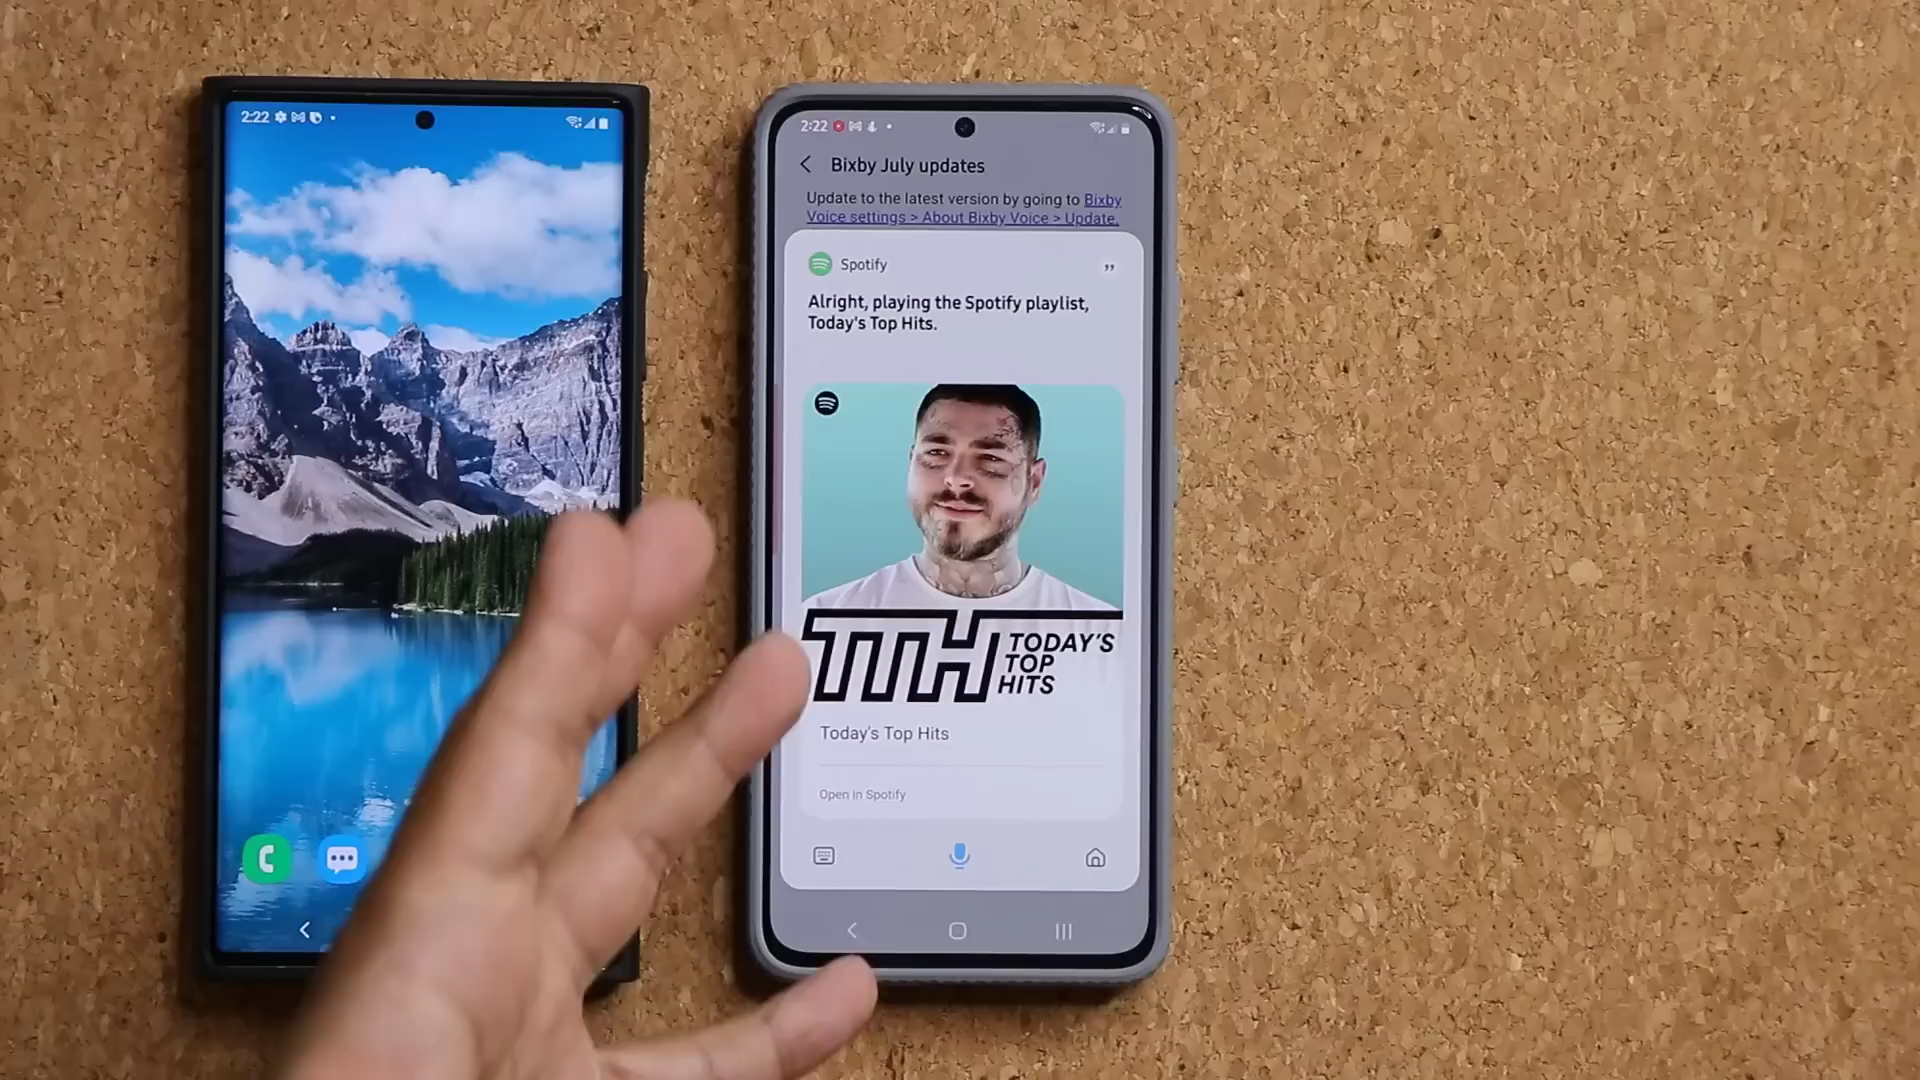 2:22
2:22
Bixby July updates
Update to the latest version by going to Bixby
Voice settings > About Bixby Voice > Update.
Spotify
Alright, playing the Spotify playlist,
Today's Top Hits.
TTH
TODAY'S
TOP
HITS
Today's Top Hits
Open in Spotify